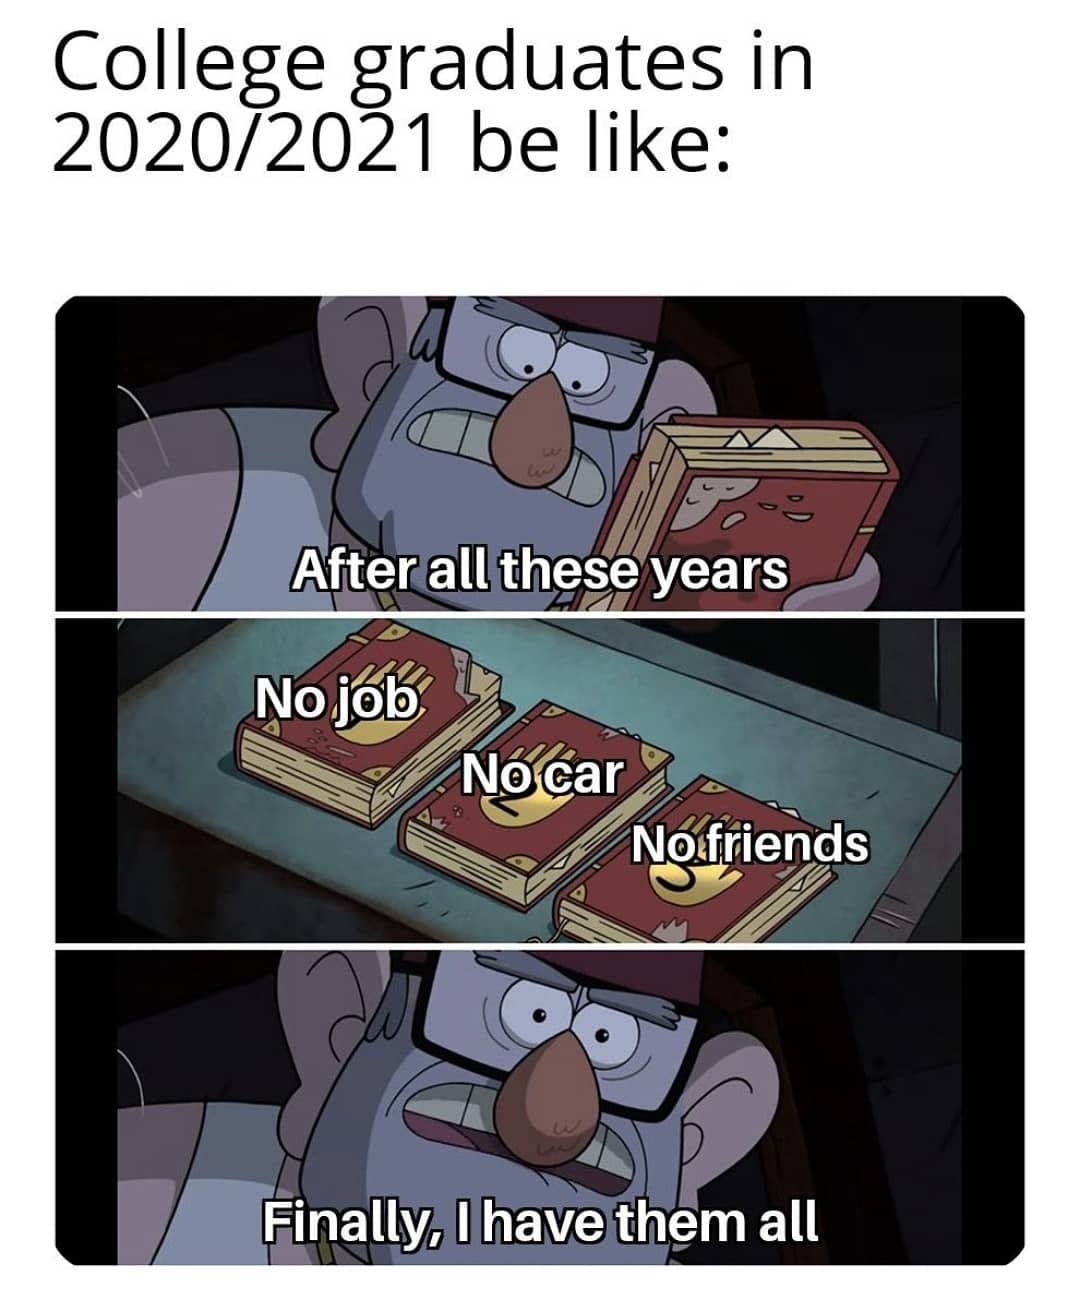 College graduates in
2020/2021 be like:
After all these years
No job
No car
No friends
Finally, I have them all